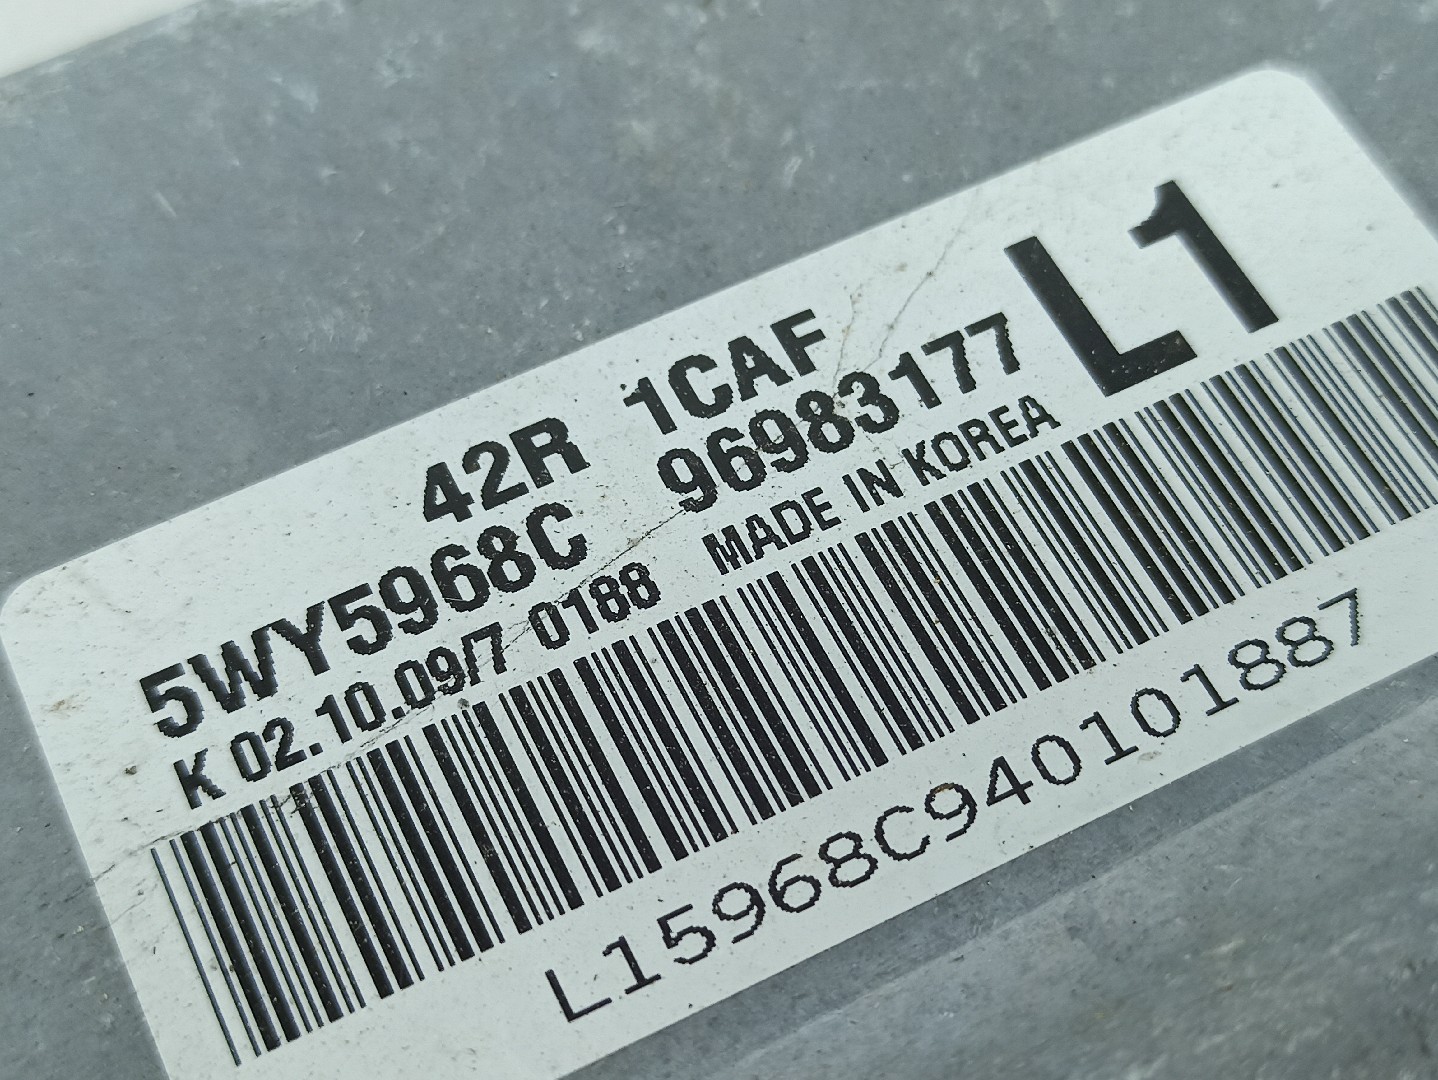 42R 1CAF L1
5WY5968C 96983177
K 02.10.09/7 0188 MADE IN KOREA
L15968C940101887